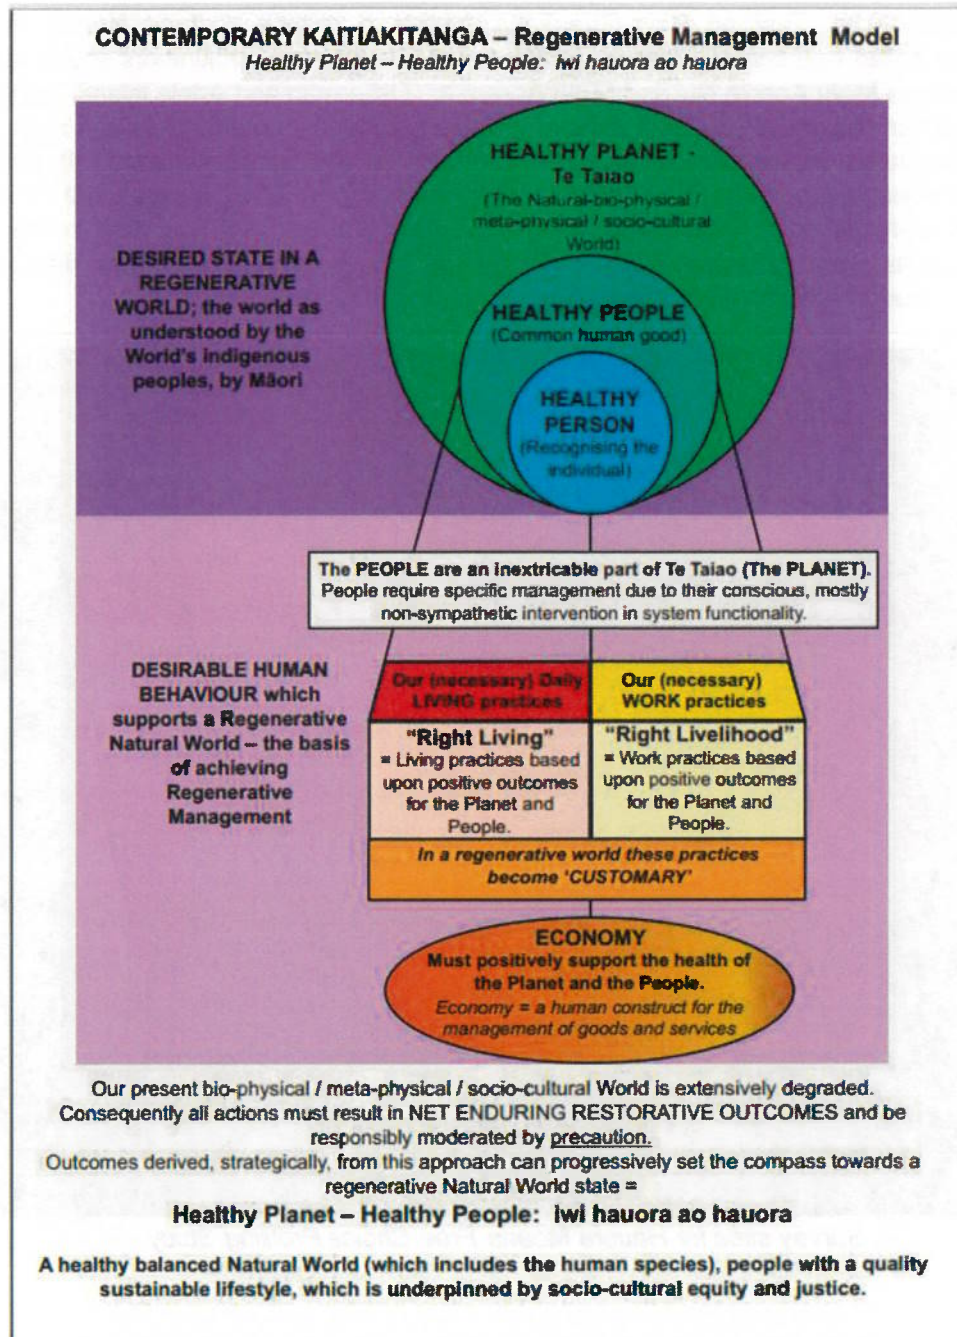 CONTEMPORARY KAITIAKITANGA – Regenerative Management Model
Healthy Planet – Healthy People: iwi hauora ao hauora
HEALTHY PLANET -
Te Taiao
(The Natural-bio-physical /
meta-physical / socio-cultural
World)
DESIRED STATE IN A
REGENERATIVE
WORLD; the world as
understood by the
World's indigenous
peoples, by Māori
HEALTHY PEOPLE
(Common human good)
HEALTHY
PERSON
(Recognising the
individual)
The PEOPLE are an inextricable part of Te Taiao (The PLANET).
People require specific management due to their conscious, mostly
non-sympathetic intervention in system functionality.
DESIRABLE HUMAN
BEHAVIOUR which
supports a Regenerative
Natural World – the basis
of achieving
Regenerative
Management
Our (necessary) Daily
LIVING practices
Our (necessary)
WORK practices
"Right Living"
= Living practices based
upon positive outcomes
for the Planet and
People.
"Right Livelihood"
= Work practices based
upon positive outcomes
for the Planet and
People.
In a regenerative world these practices
become 'CUSTOMARY'
ECONOMY
Must positively support the health of
the Planet and the People.
Economy = a human construct for the
management of goods and services
Our present bio-physical / meta-physical / socio-cultural World is extensively degraded.
Consequently all actions must result in NET ENDURING RESTORATIVE OUTCOMES and be
responsibly moderated by precaution.
Outcomes derived, strategically, from this approach can progressively set the compass towards a
regenerative Natural World state =
Healthy Planet – Healthy People: iwi hauora ao hauora
A healthy balanced Natural World (which includes the human species), people with a quality
sustainable lifestyle, which is underpinned by socio-cultural equity and justice.